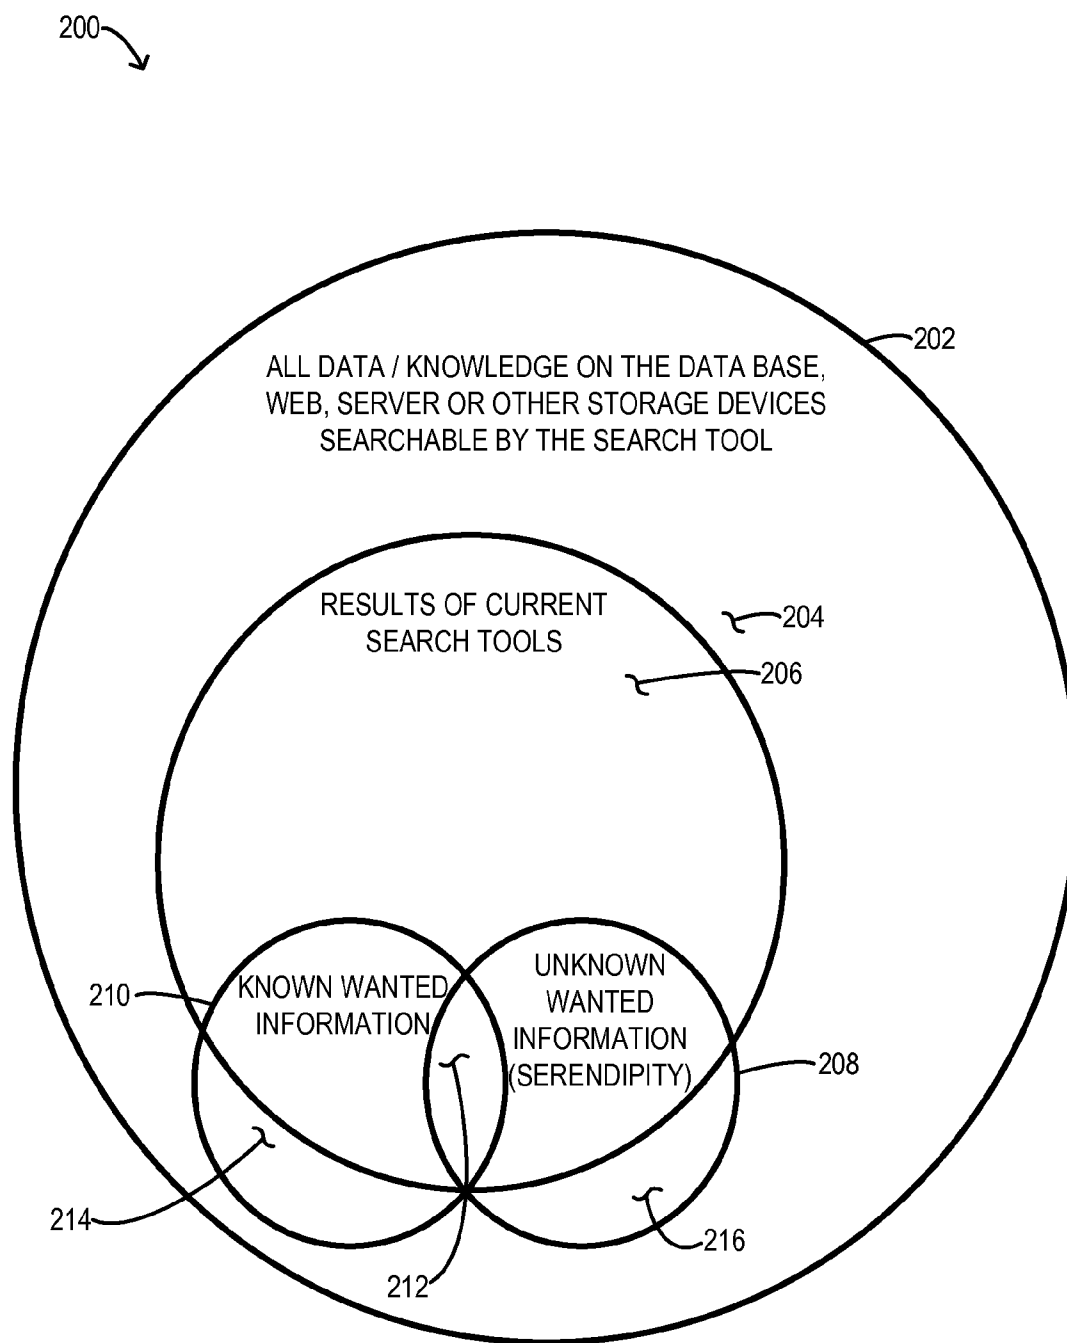 200
202
ALL DATA / KNOWLEDGE ON THE DATA BASE,
WEB, SERVER OR OTHER STORAGE DEVICES
SEARCHABLE BY THE SEARCH TOOL
RESULTS OF CURRENT
SEARCH TOOLS
204
206
UNKNOWN
WANTED
INFORMATION
(SERENDIPITY)
KNOWN WANTED
INFORMATION
210
208
214
216
212